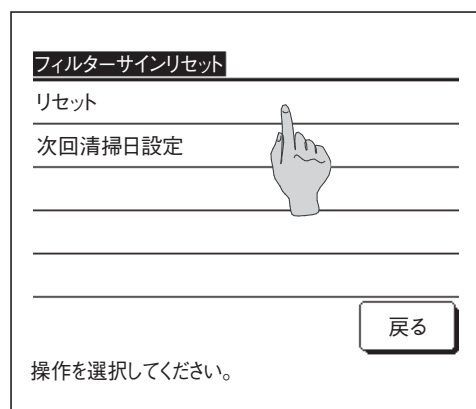 フィルターサインリセット
リセット
次回清掃日設定
戻る
操作を選択してください。